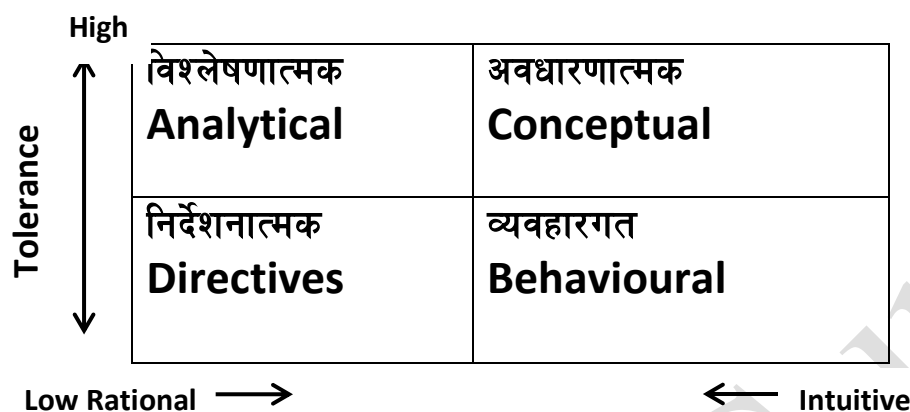 High
विश्लेषणात्मक अवधारणात्मक
Analytical Conceptual
Tolerance
निर्देशनात्मक व्यवहारगत
Directives Behavioural
Low Rational Intuitive